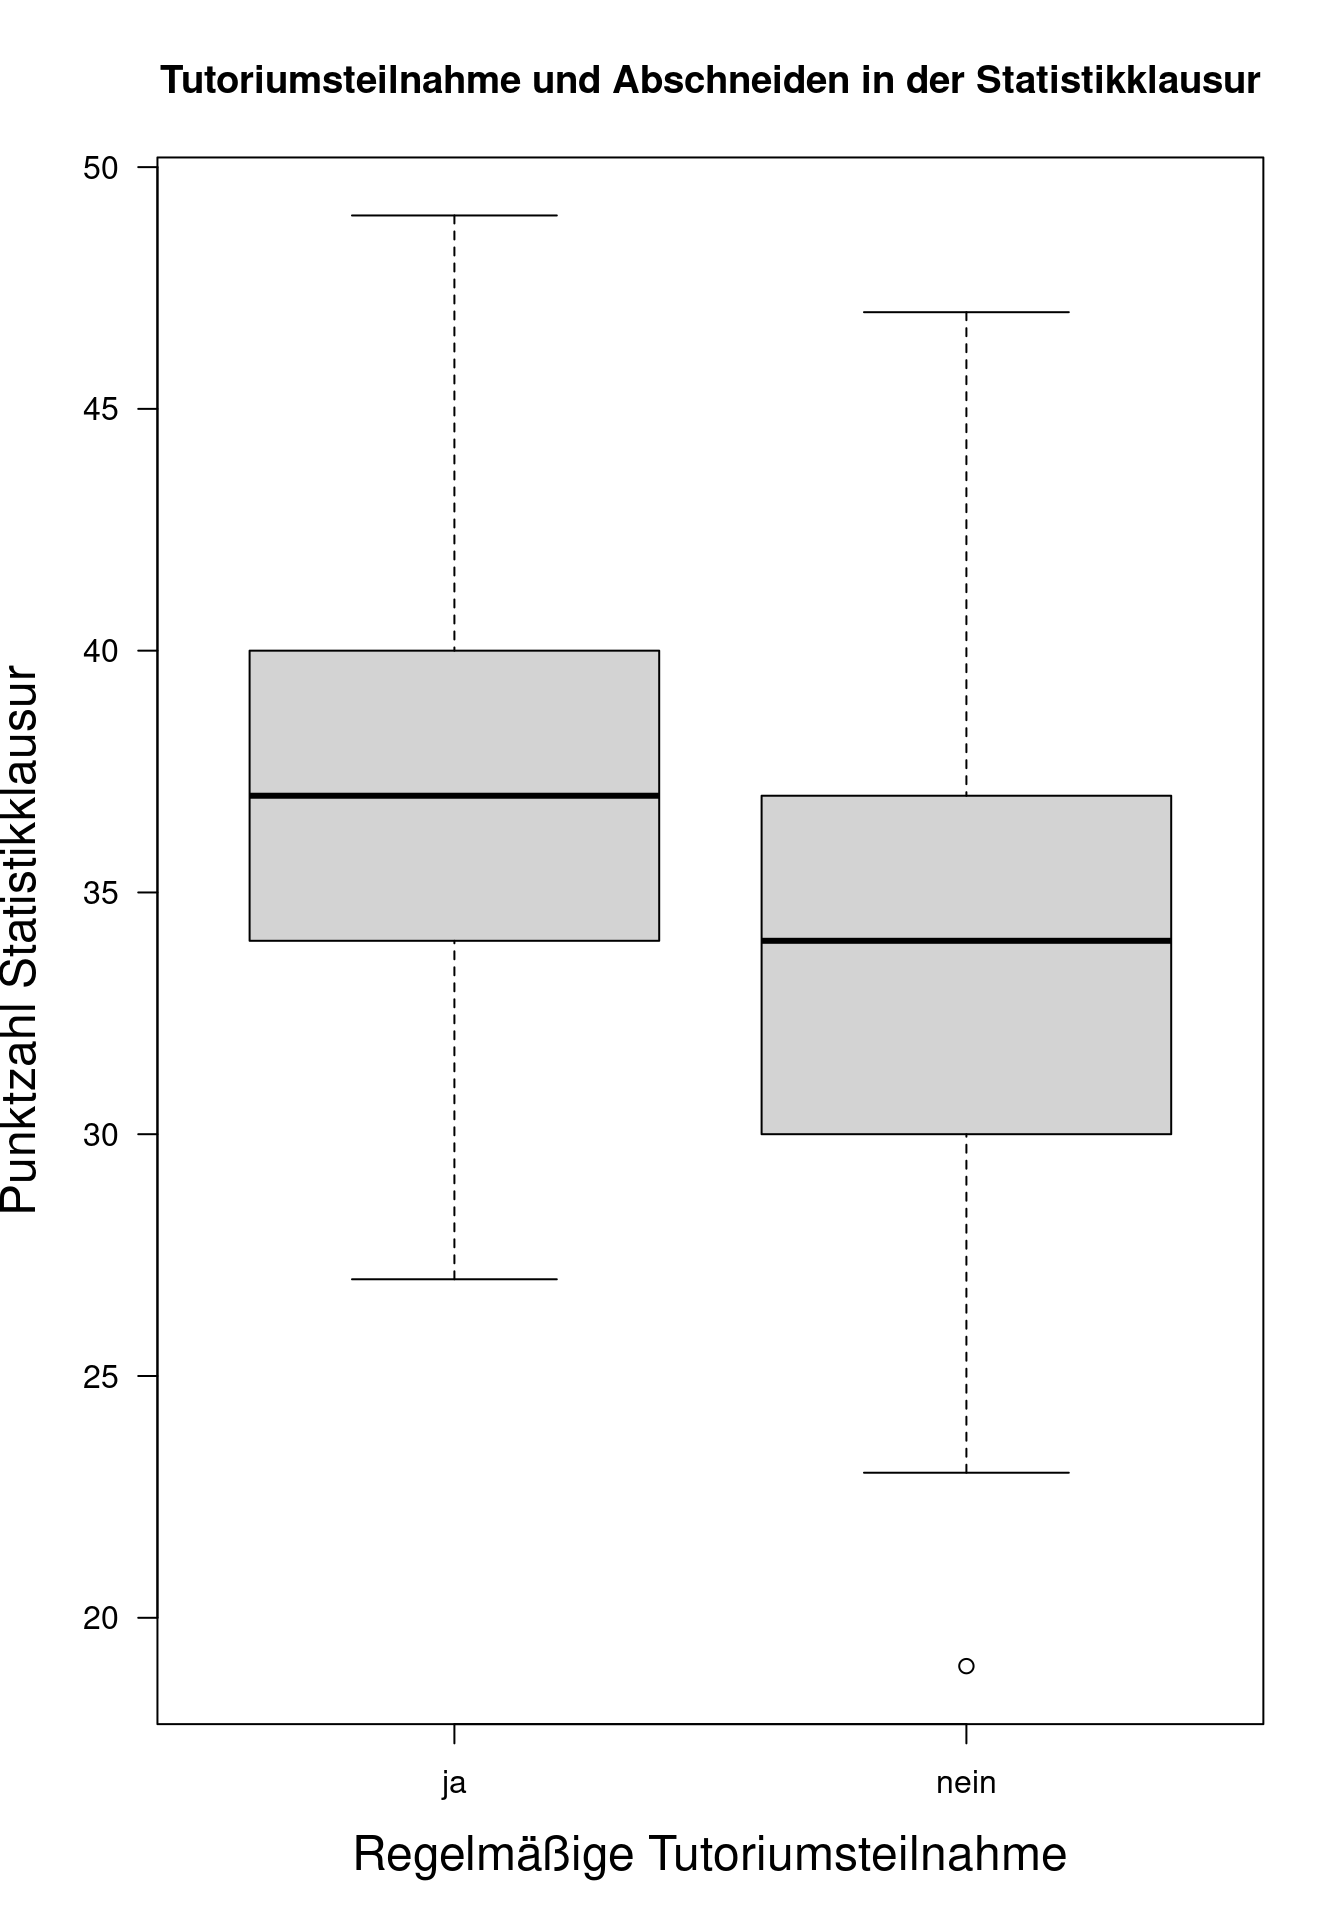 Tutoriumsteilnahme und Abschneiden in der Statistikklausur
50
45
40
35
30
25
20
Punktzahl Statistikklausur
ja
nein
Regelmäßige Tutoriumsteilnahme